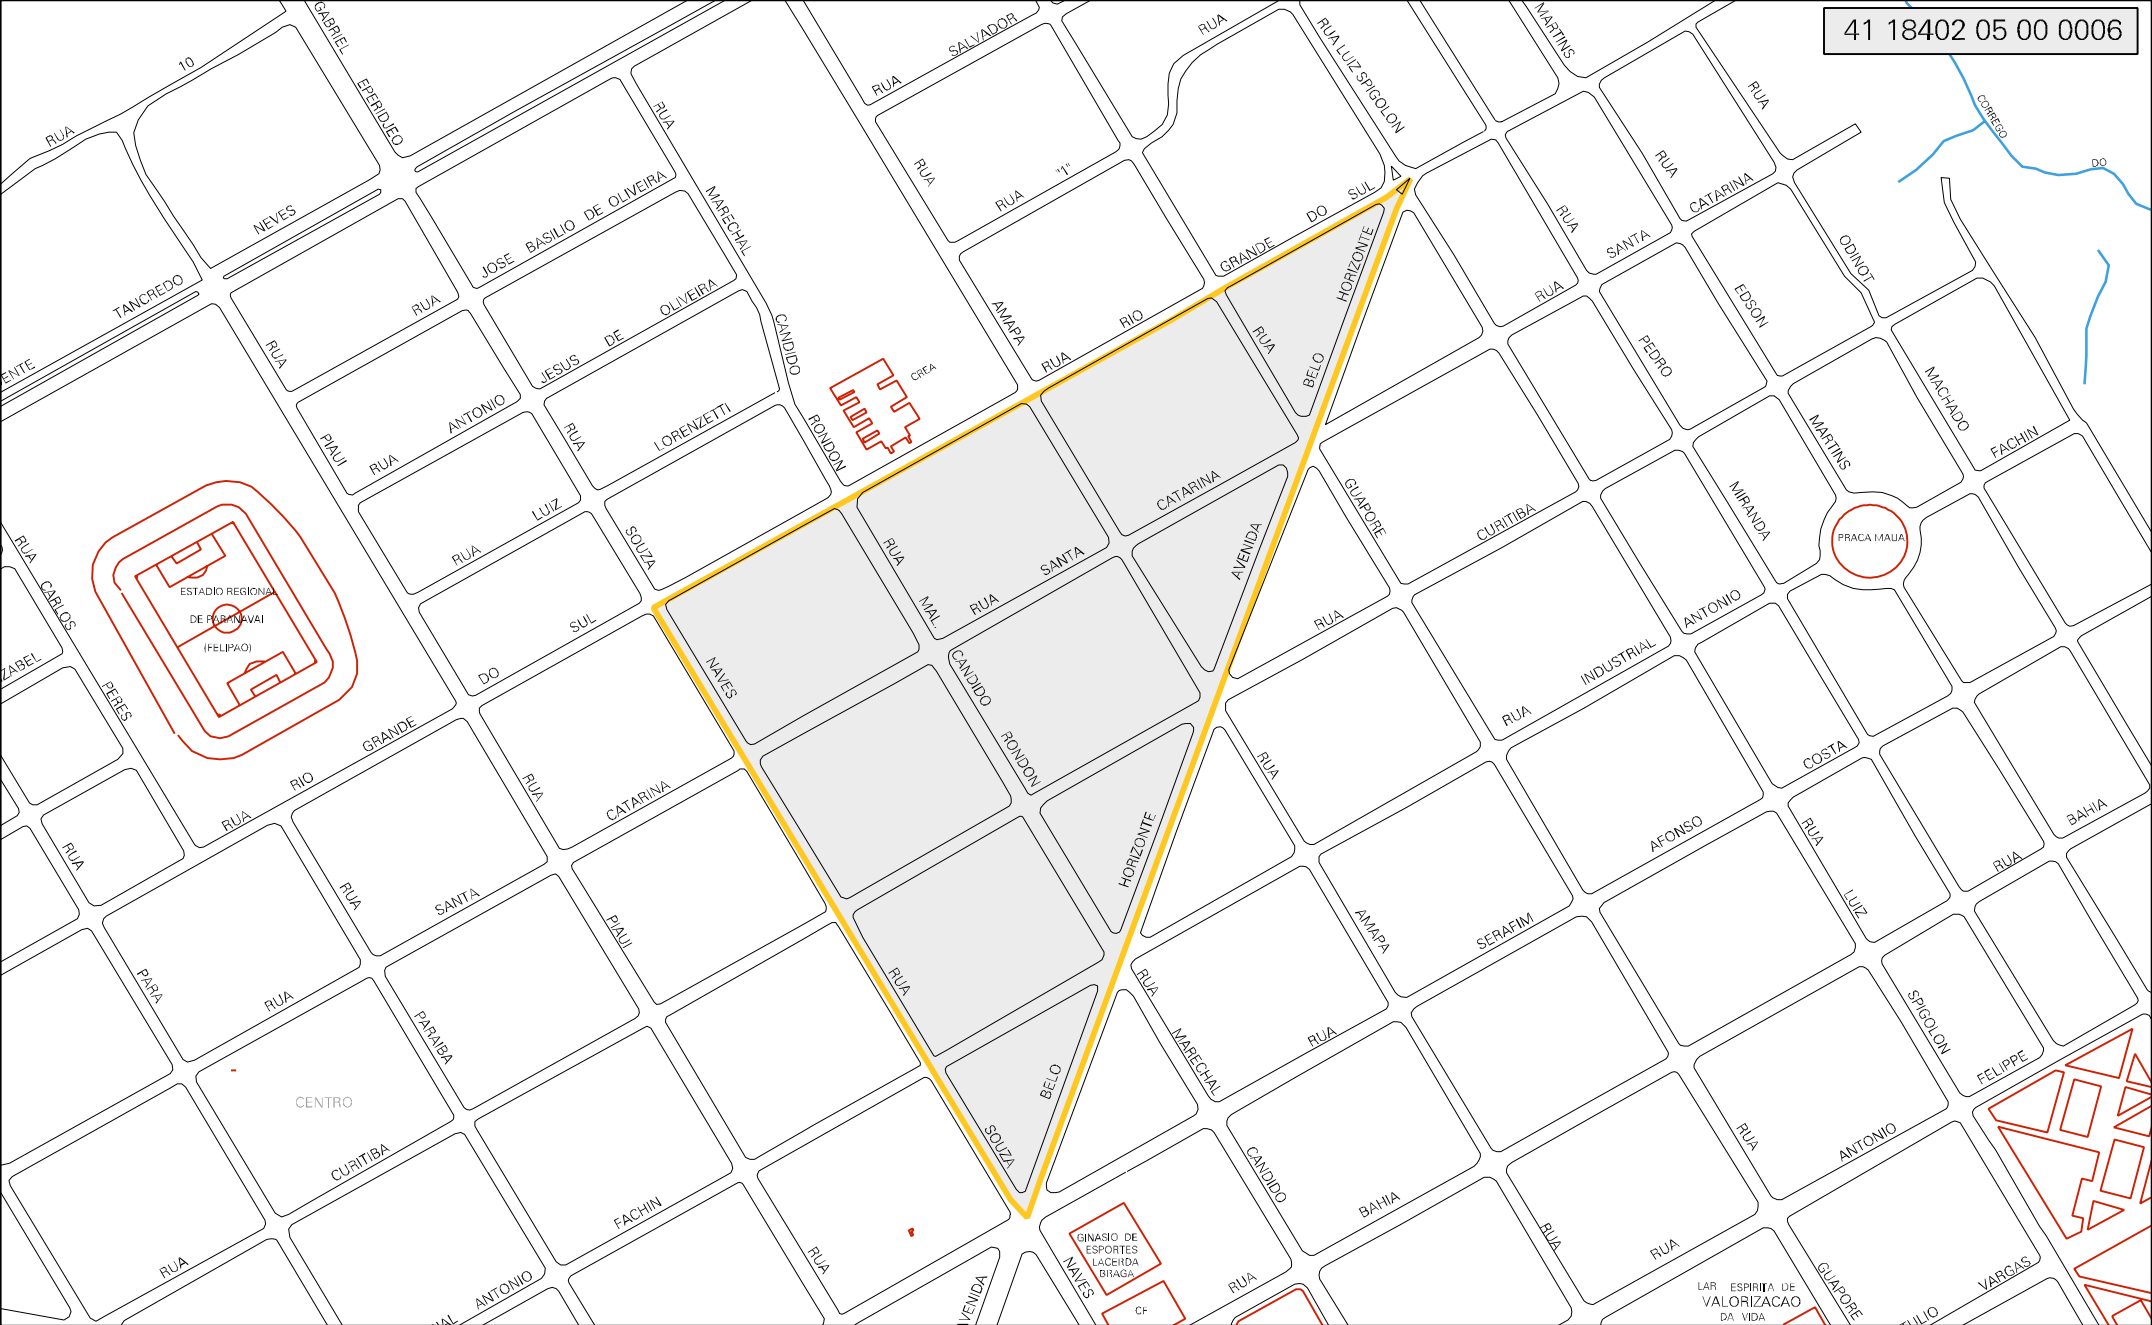 41 18402 05 00 0006
GABRIEL
EPERIDJEO
RUA
10
RUA
SALVADOR
RUA
RUA LUIZ SPIGOLON
MARTINS
RUA
CORREGO
DO
RUA
MARECHAL
CANDIDO
RONDON
TANCREDO
NEVES
ENTE
JOSE BASILIO DE OLIVEIRA
RUA
JESUS DE OLIVEIRA
RUA
PIAUI
RUA
ANTONIO
RUA
LORENZETTI
RUA
LUIZ
SOUZA
RUA
AMAPA
RUA
"1"
CREA
RUA
RIO
GRANDE
DO
SUL
RUA
BELO
HORIZONTE
RUA
SANTA
CATARINA
RUA
RUA
PEDRO
EDSON
MARTINS
ODINOT
MACHADO
FACHIN
MIRANDA
PRACA MAUA
GUAPORE
CURITIBA
RUA
ANTONIO
RUA
CARLOS
PERES
ZABEL
ESTADIO REGIONAL
DE PARANAVAI
(FELIPAO)
RUA
RIO
GRANDE
DO
SUL
NAVES
RUA
MAL.
CANDIDO
RONDON
RUA
SANTA
CATARINA
AVENIDA
HORIZONTE
BELO
RUA
SOUZA
RUA
INDUSTRIAL
RUA
COSTA
AFONSO
RUA
LUIZ
SPIGOLON
RUA
BAHIA
RUA
PARA
RUA
PARAIBA
RUA
SANTA
CATARINA
RUA
PIAUI
RUA
AMAPA
SERAFIM
RUA
RUA
MARECHAL
CANDIDO
CENTRO
RUA
CURITIBA
FACHIN
ANTONIO
RUA
AVENIDA
NAVES
GINASIO DE
ESPORTES
LACERDA
BRAGA
CF
RUA
BAHIA
RUA
RUA
ANTONIO
FELIPPE
RUA
GUAPORE
LAR ESPIRITA DE
VALORIZACAO
DA VIDA
TULIO
VARGAS